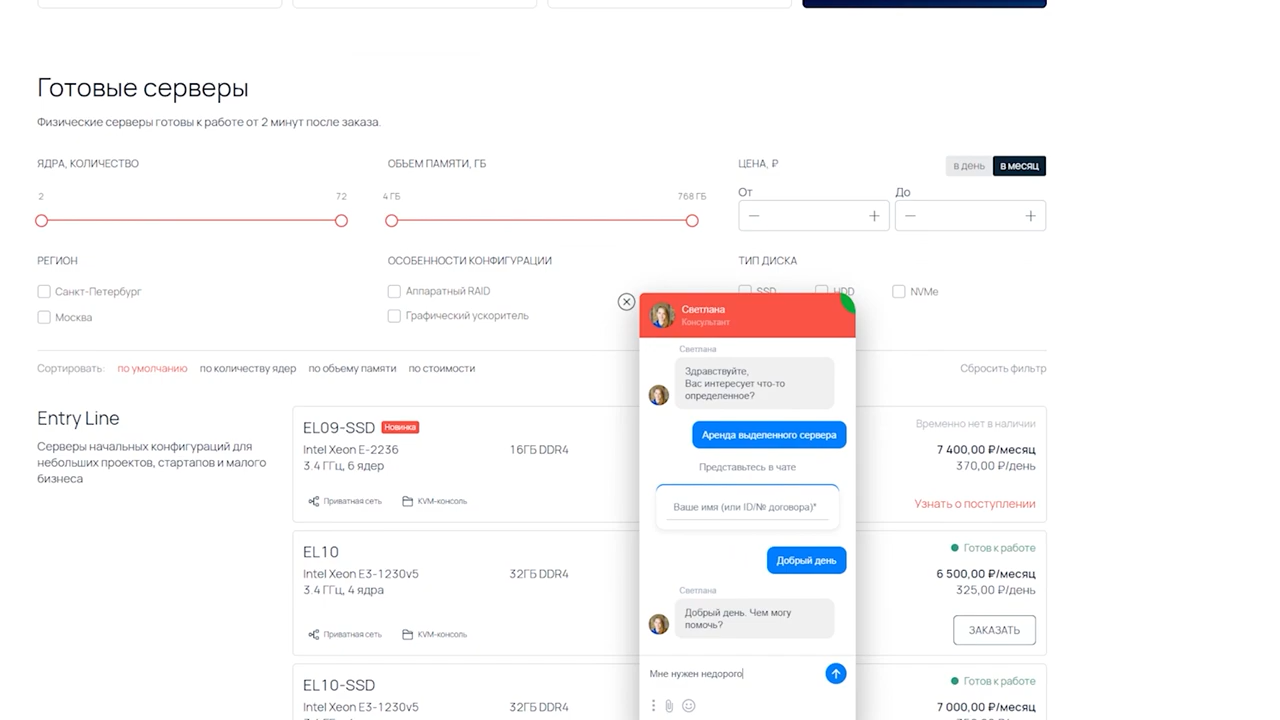 Готовые серверы
Физические серверы готовы к работе от 2 минут после заказа.
ЯДРА, КОЛИЧЕСТВО
ОБЪЕМ ПАМЯТИ, ГБ
ЦЕНА, ₽
в день
в месяц
2
72
4 ГБ
768 ГБ
От
До
РЕГИОН
ОСОБЕННОСТИ КОНФИГУРАЦИИ
ТИП ДИСКА
Санкт-Петербург
Аппаратный RAID
SSD
HDD
NVMe
Москва
Графический ускоритель
Сортировать:
по умолчанию
по количеству ядер
по объему памяти
по стоимости
Сбросить фильтр
Entry Line
Серверы начальных конфигураций для
небольших проектов, стартапов и малого
бизнеса
EL09-SSD Новинка
Intel Xeon E-2236
3.4 ГГц, 6 ядер
16ГБ DDR4
Приватная сеть
KVM-консоль
Временно нет в наличии
7 400,00 ₽/месяц
370,00 ₽/день
Узнать о поступлении
EL10
Intel Xeon E3-1230v5
3.4 ГГц, 4 ядра
32ГБ DDR4
Приватная сеть
KVM-консоль
Готов к работе
6 500,00 ₽/месяц
325,00 ₽/день
ЗАКАЗАТЬ
EL10-SSD
Intel Xeon E3-1230v5
32ГБ DDR4
Готов к работе
7 000,00 ₽/месяц
Светлана
Консультант
Светлана
Здравствуйте,
Вас интересует что-то
определенное?
Аренда выделенного сервера
Представьтесь в чате
Ваше имя (или ID/№ договора)*
Добрый день
Светлана
Добрый день. Чем могу
помочь?
Мне нужен недорого